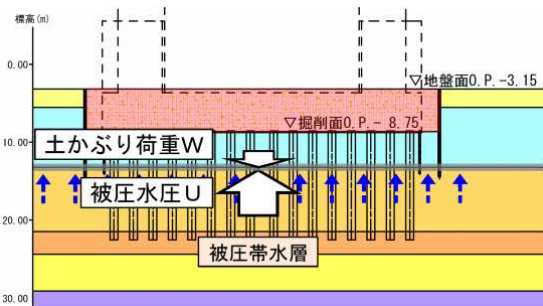 標高(m)
0.00
▽地盤面O.P.-3.15
▽掘削面O.P.- 8.75
10.00
土かぶり荷重W
被圧水圧U
20.00
被圧帯水層
30.00